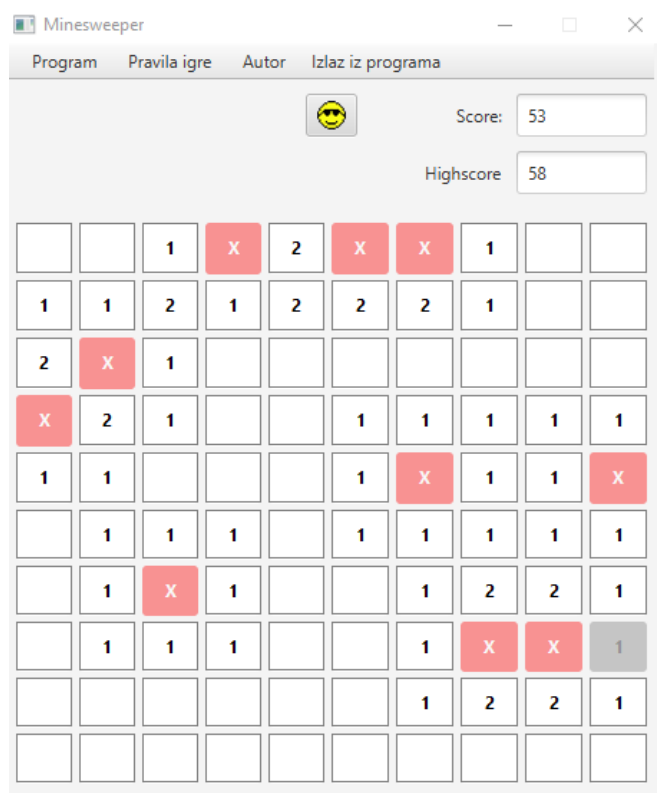 Minesweeper
Program Pravila igre Autor Izlaz iz programa
Score: 53
Highscore 58
1 X 2 X X 1
1 1 2 1 2 2 2 1
2 X 1
X 2 1 1 1 1 1 1
1 1 1 X 1 1 X
1 1 1 1 1 1 1 1
1 X 1 1 2 2 1
1 1 1 1 X X 1
1 2 2 1